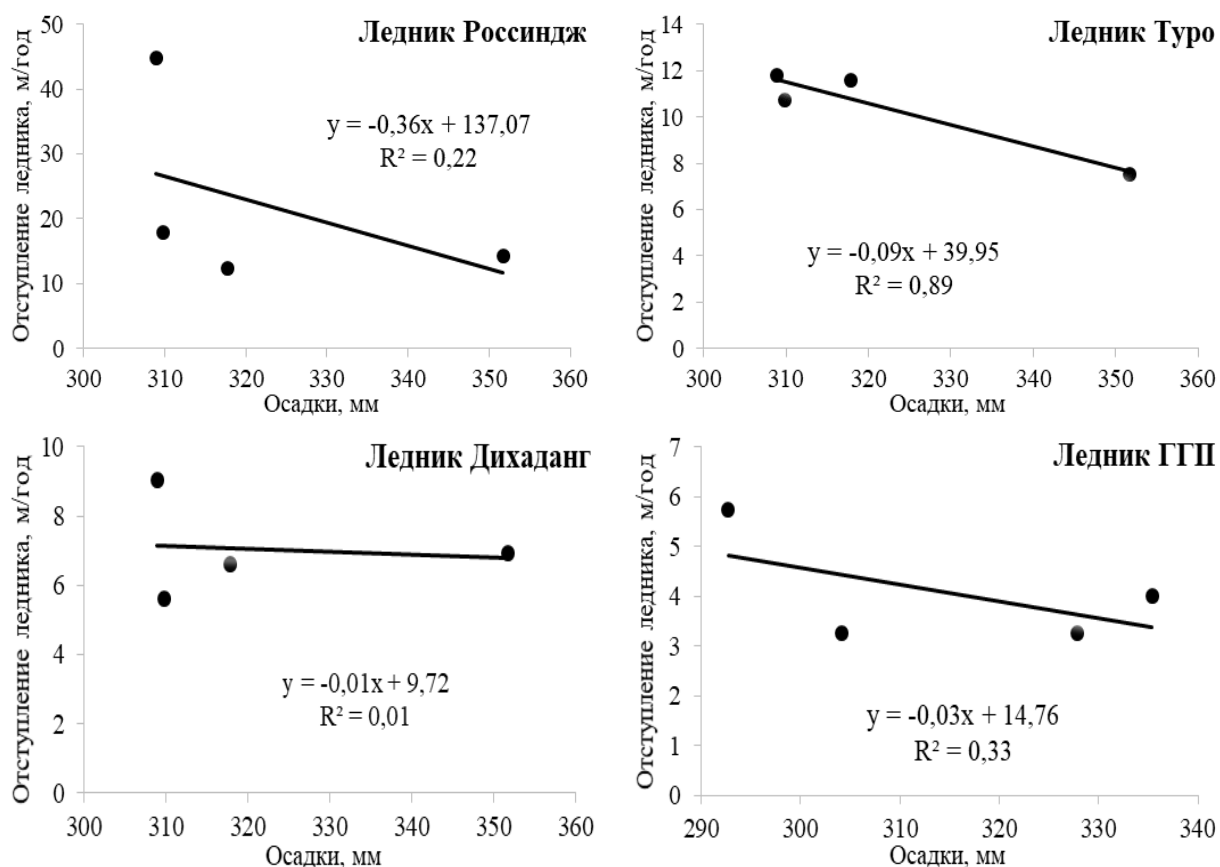 Ледник Россиндж
Отступление ледника, м/год
50
40
30
20
10
0
y = -0,36x + 137,07
R² = 0,22
300 310 320 330 340 350 360
Осадки, мм
Ледник Туро
Отступление ледника, м/год
14
12
10
8
6
4
2
0
y = -0,09x + 39,95
R² = 0,89
300 310 320 330 340 350 360
Осадки, мм
Ледник Дихаданг
Отступление ледника, м/год
10
8
6
4
2
0
y = -0,01x + 9,72
R² = 0,01
300 310 320 330 340 350 360
Осадки, мм
Ледник ГГП
Отступление ледника, м/год
7
6
5
4
3
2
1
0
y = -0,03x + 14,76
R² = 0,33
290 300 310 320 330 340
Осадки, мм